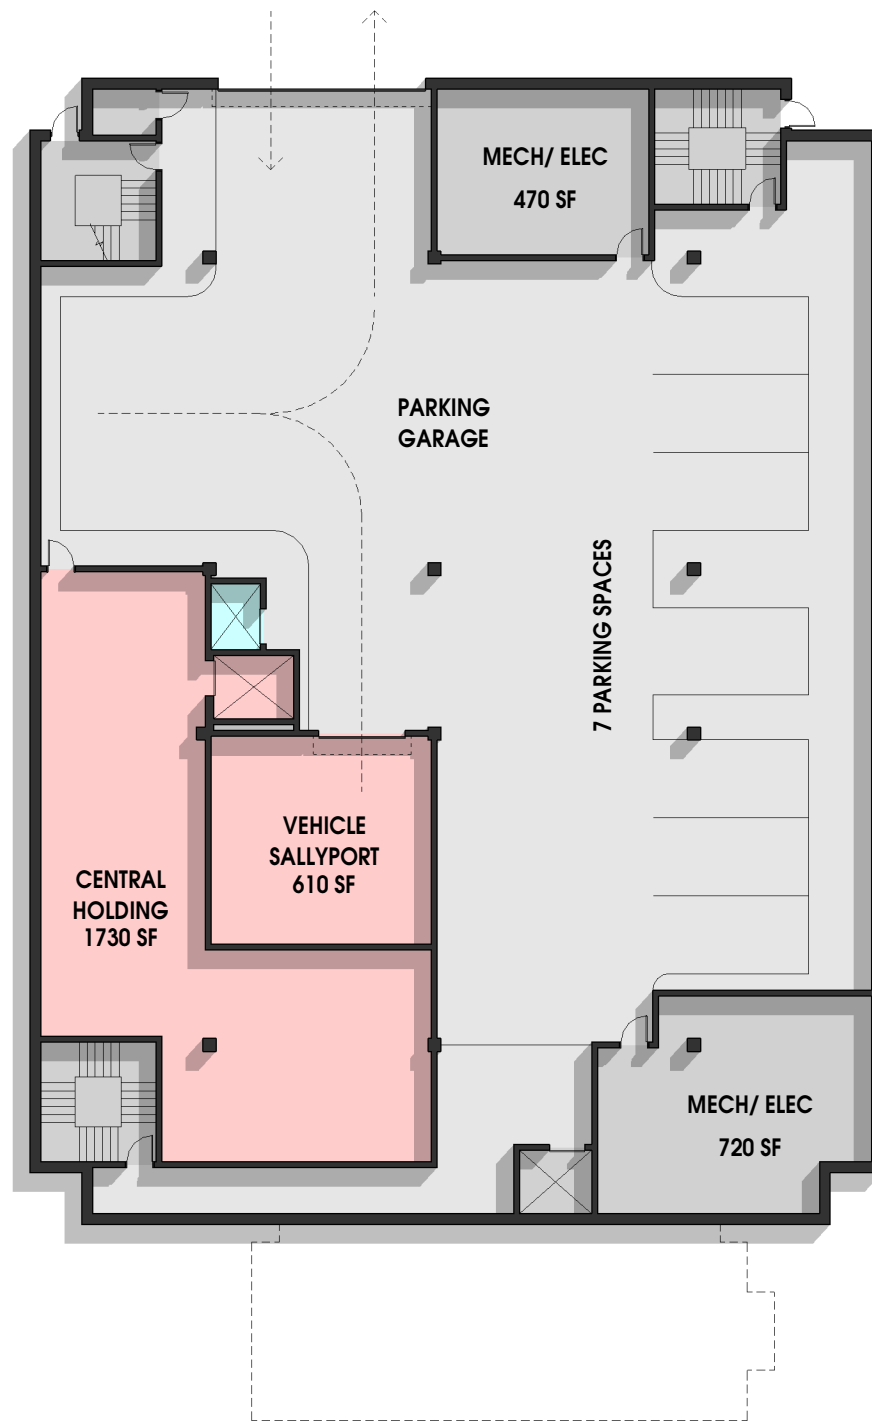 MECH/ ELEC
470 SF
PARKING
GARAGE
7 PARKING SPACES
VEHICLE
SALLYPORT
610 SF
CENTRAL
HOLDING
1730 SF
MECH/ ELEC
720 SF